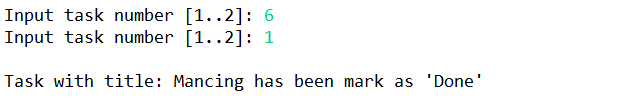 Input task number [1..2]: 6
Input task number [1..2]: 1
Task with title: Mancing has been mark as 'Done'